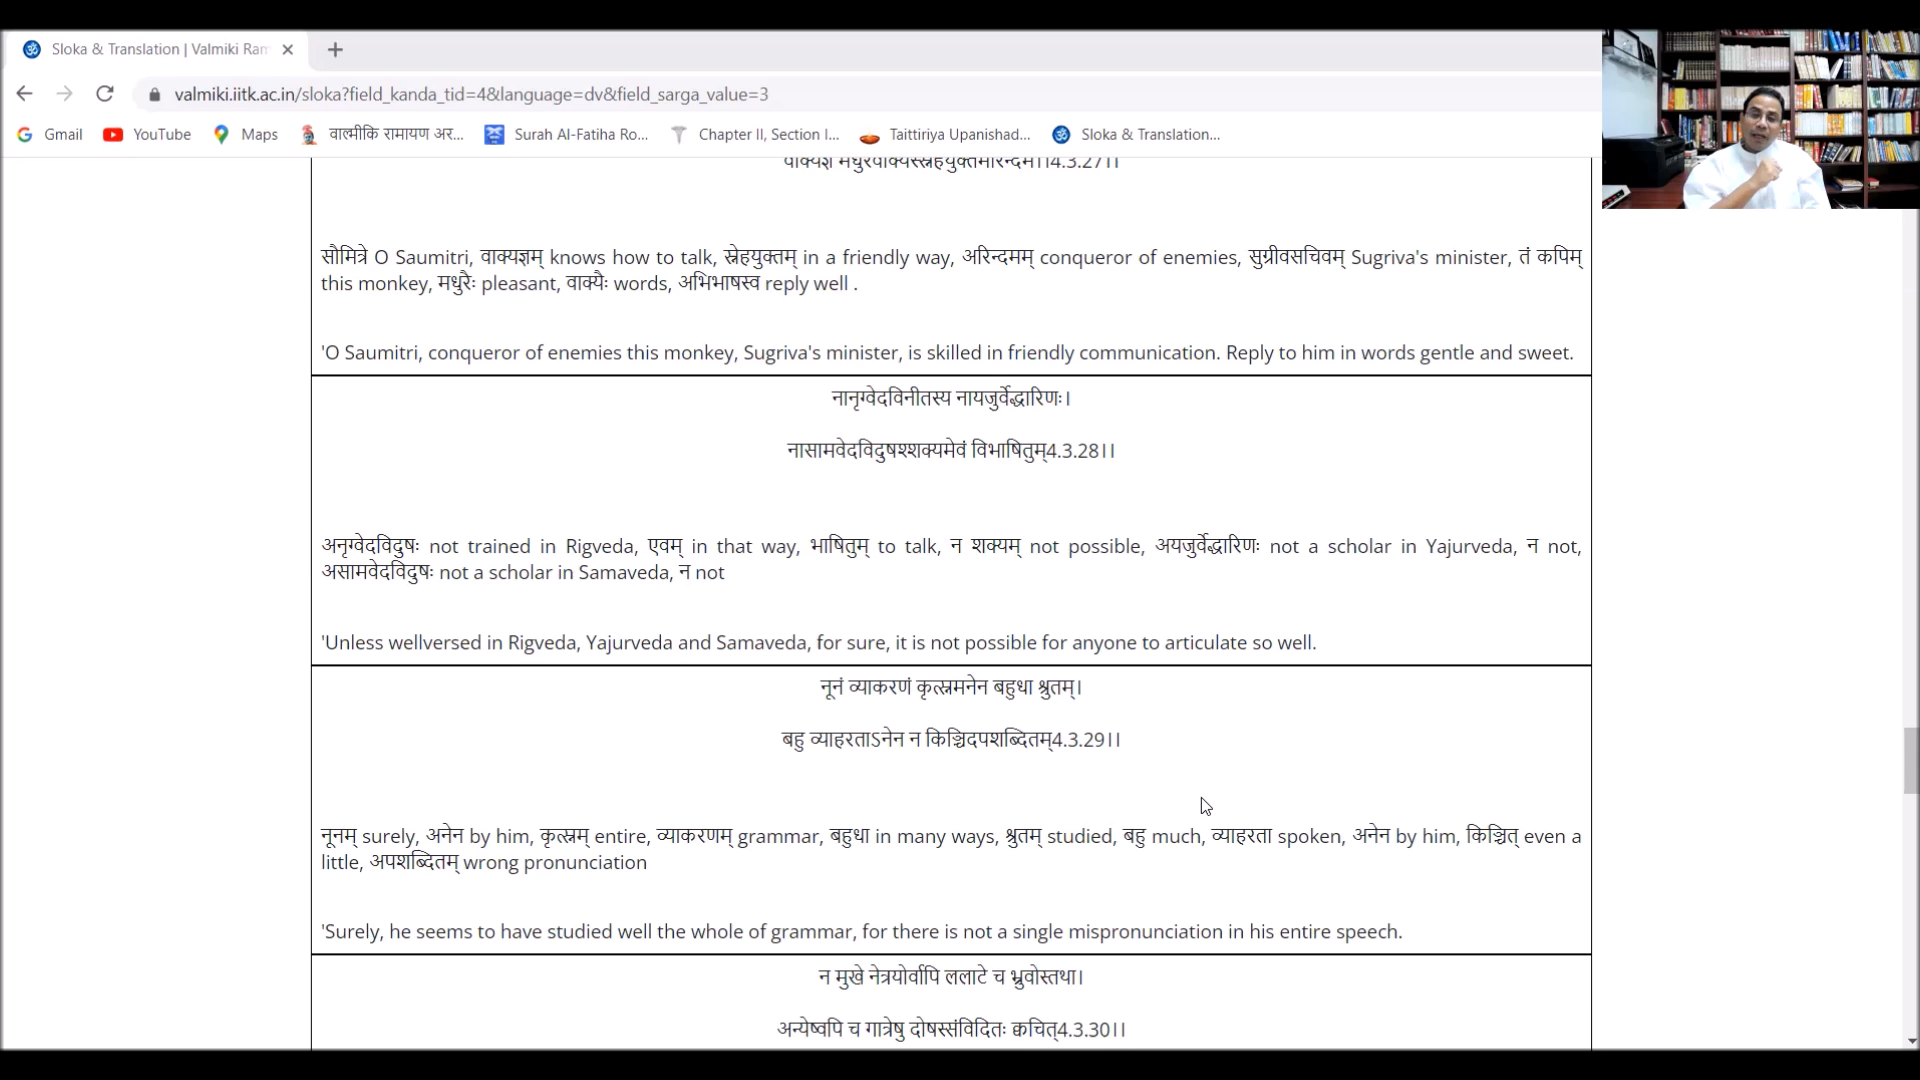 Sloka & Translation | Valmiki Ram
valmiki.iitk.ac.in/sloka?field_kanda_tid=4&language=dv&field_sarga_value=3
Gmail YouTube Maps वाल्मीकि रामायण अर... Surah Al-Fatiha Ro... Chapter II, Section I... Taittiriya Upanishad... Sloka & Translation...
वाक्यज्ञं मधुरैर्वाक्यैस्स्नेहयुक्तमरिन्दम।।4.3.27।।
सौमित्रे O Saumitri, वाक्यज्ञम् knows how to talk, स्नेहयुक्तम् in a friendly way, अरिन्दमम् conqueror of enemies, सुग्रीवसचिवम् Sugriva's minister, तं कपिम्
this monkey, मधुरैः pleasant, वाक्यैः words, अभिभाषस्व reply well .
'O Saumitri, conqueror of enemies this monkey, Sugriva's minister, is skilled in friendly communication. Reply to him in words gentle and sweet.
नानृग्वेदविनीतस्य नायजुर्वेद्धारिणः।
नासामवेदविदुषश्शक्यमेवं विभाषितुम्4.3.28।।
अनृग्वेदविदुषः not trained in Rigveda, एवम् in that way, भाषितुम् to talk, न शक्यम् not possible, अयजुर्वेद्धारिणः not a scholar in Yajurveda, न not,
असामवेदविदुषः not a scholar in Samaveda, न not
'Unless wellversed in Rigveda, Yajurveda and Samaveda, for sure, it is not possible for anyone to articulate so well.
नूनं व्याकरणं कृत्स्नमनेन बहुधा श्रुतम्।
बहु व्याहरताऽनेन न किञ्चिदपशब्दितम्4.3.29।।
नूनम् surely, अनेन by him, कृत्स्नम् entire, व्याकरणम् grammar, बहुधा in many ways, श्रुतम् studied, बहु much, व्याहरता spoken, अनेन by him, किञ्चित् even a
little, अपशब्दितम् wrong pronunciation
'Surely, he seems to have studied well the whole of grammar, for there is not a single mispronunciation in his entire speech.
न मुखे नेत्रयोर्वापि ललाटे च भ्रुवोस्तथा।
अन्येष्वपि च गात्रेषु दोषस्संविदितः क्वचित्4.3.30।।